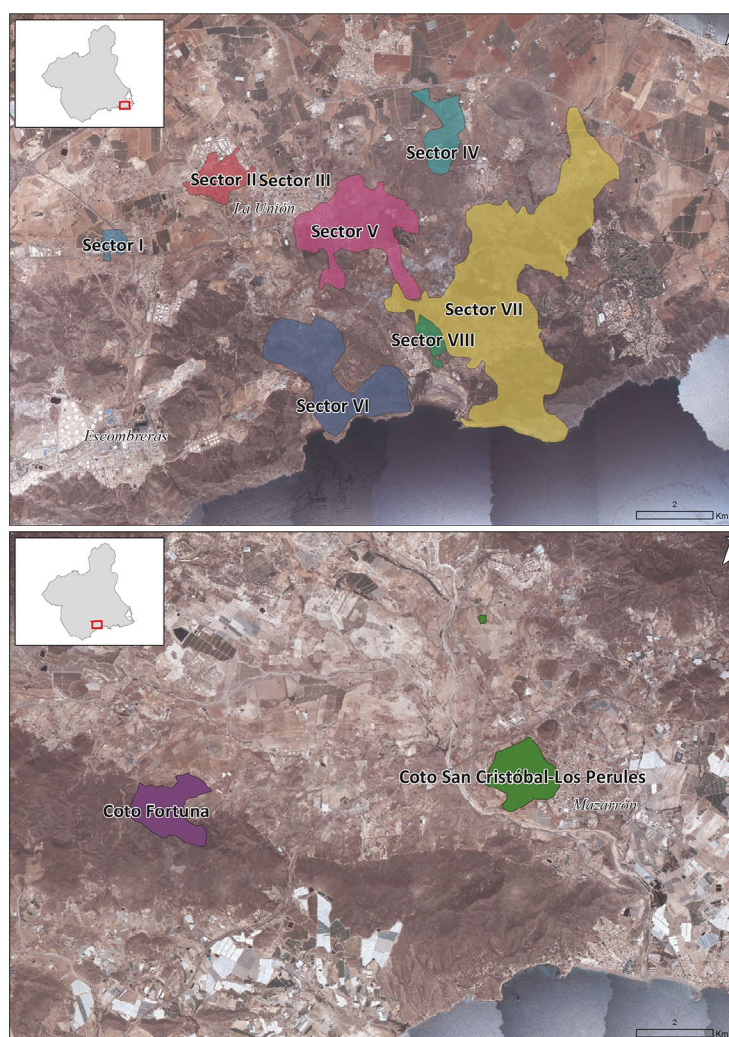 Sector IV
Sector II
Sector III
La Unión
Sector V
Sector I
Sector VII
Sector VIII
Sector VI
Escombreras
2
Km
Coto San Cristóbal-Los Perules
Mazarrón
Coto Fortuna
2
Km